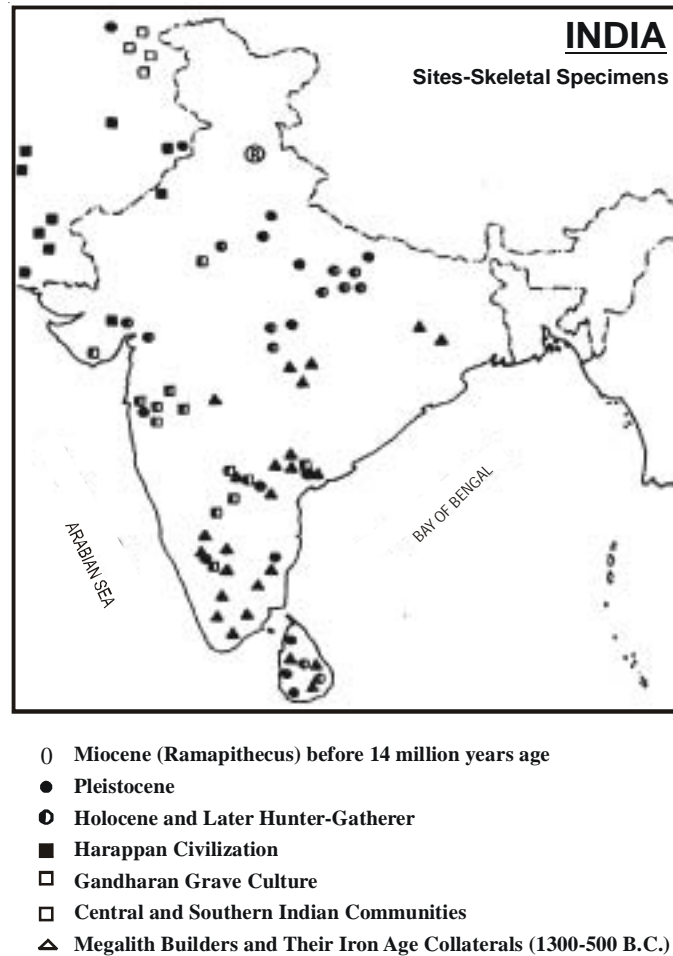 INDIA
Sites-Skeletal Specimens
®
ARABIAN SEA
BAY OF BENGAL
() Miocene (Ramapithecus) before 14 million years age
Pleistocene
Holocene and Later Hunter-Gatherer
Harappan Civilization
Gandharan Grave Culture
Central and Southern Indian Communities
Megalith Builders and Their Iron Age Collaterals (1300-500 B.C.)